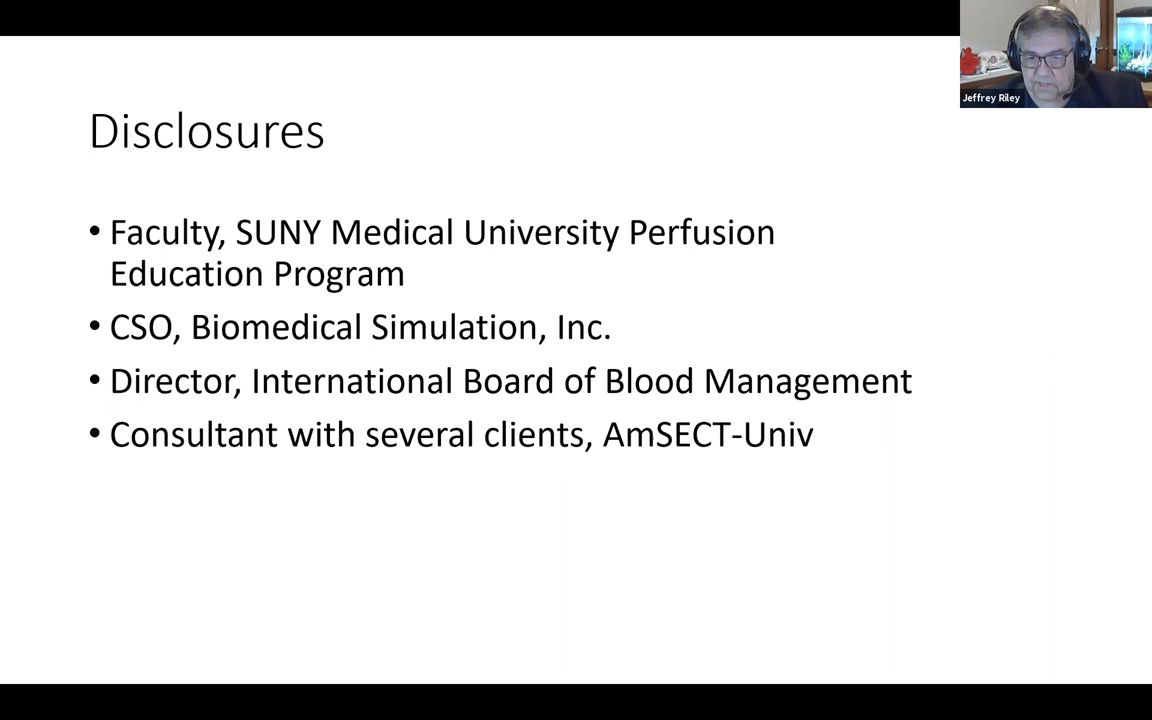 Jeffrey Riley
Disclosures
• Faculty, SUNY Medical University Perfusion
Education Program
• CSO, Biomedical Simulation, Inc.
• Director, International Board of Blood Management
• Consultant with several clients, AmSECT-Univ